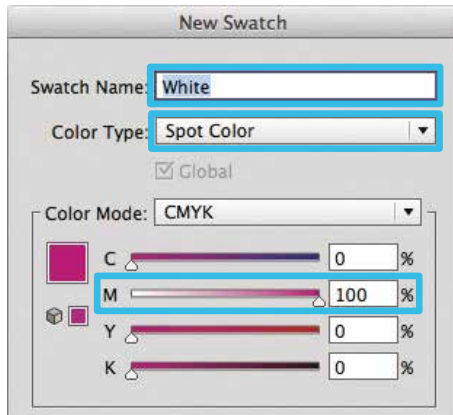 New Swatch
Swatch Name: White
Color Type: Spot Color
Global
Color Mode: CMYK
C 0 %
M 100 %
Y 0 %
K 0 %